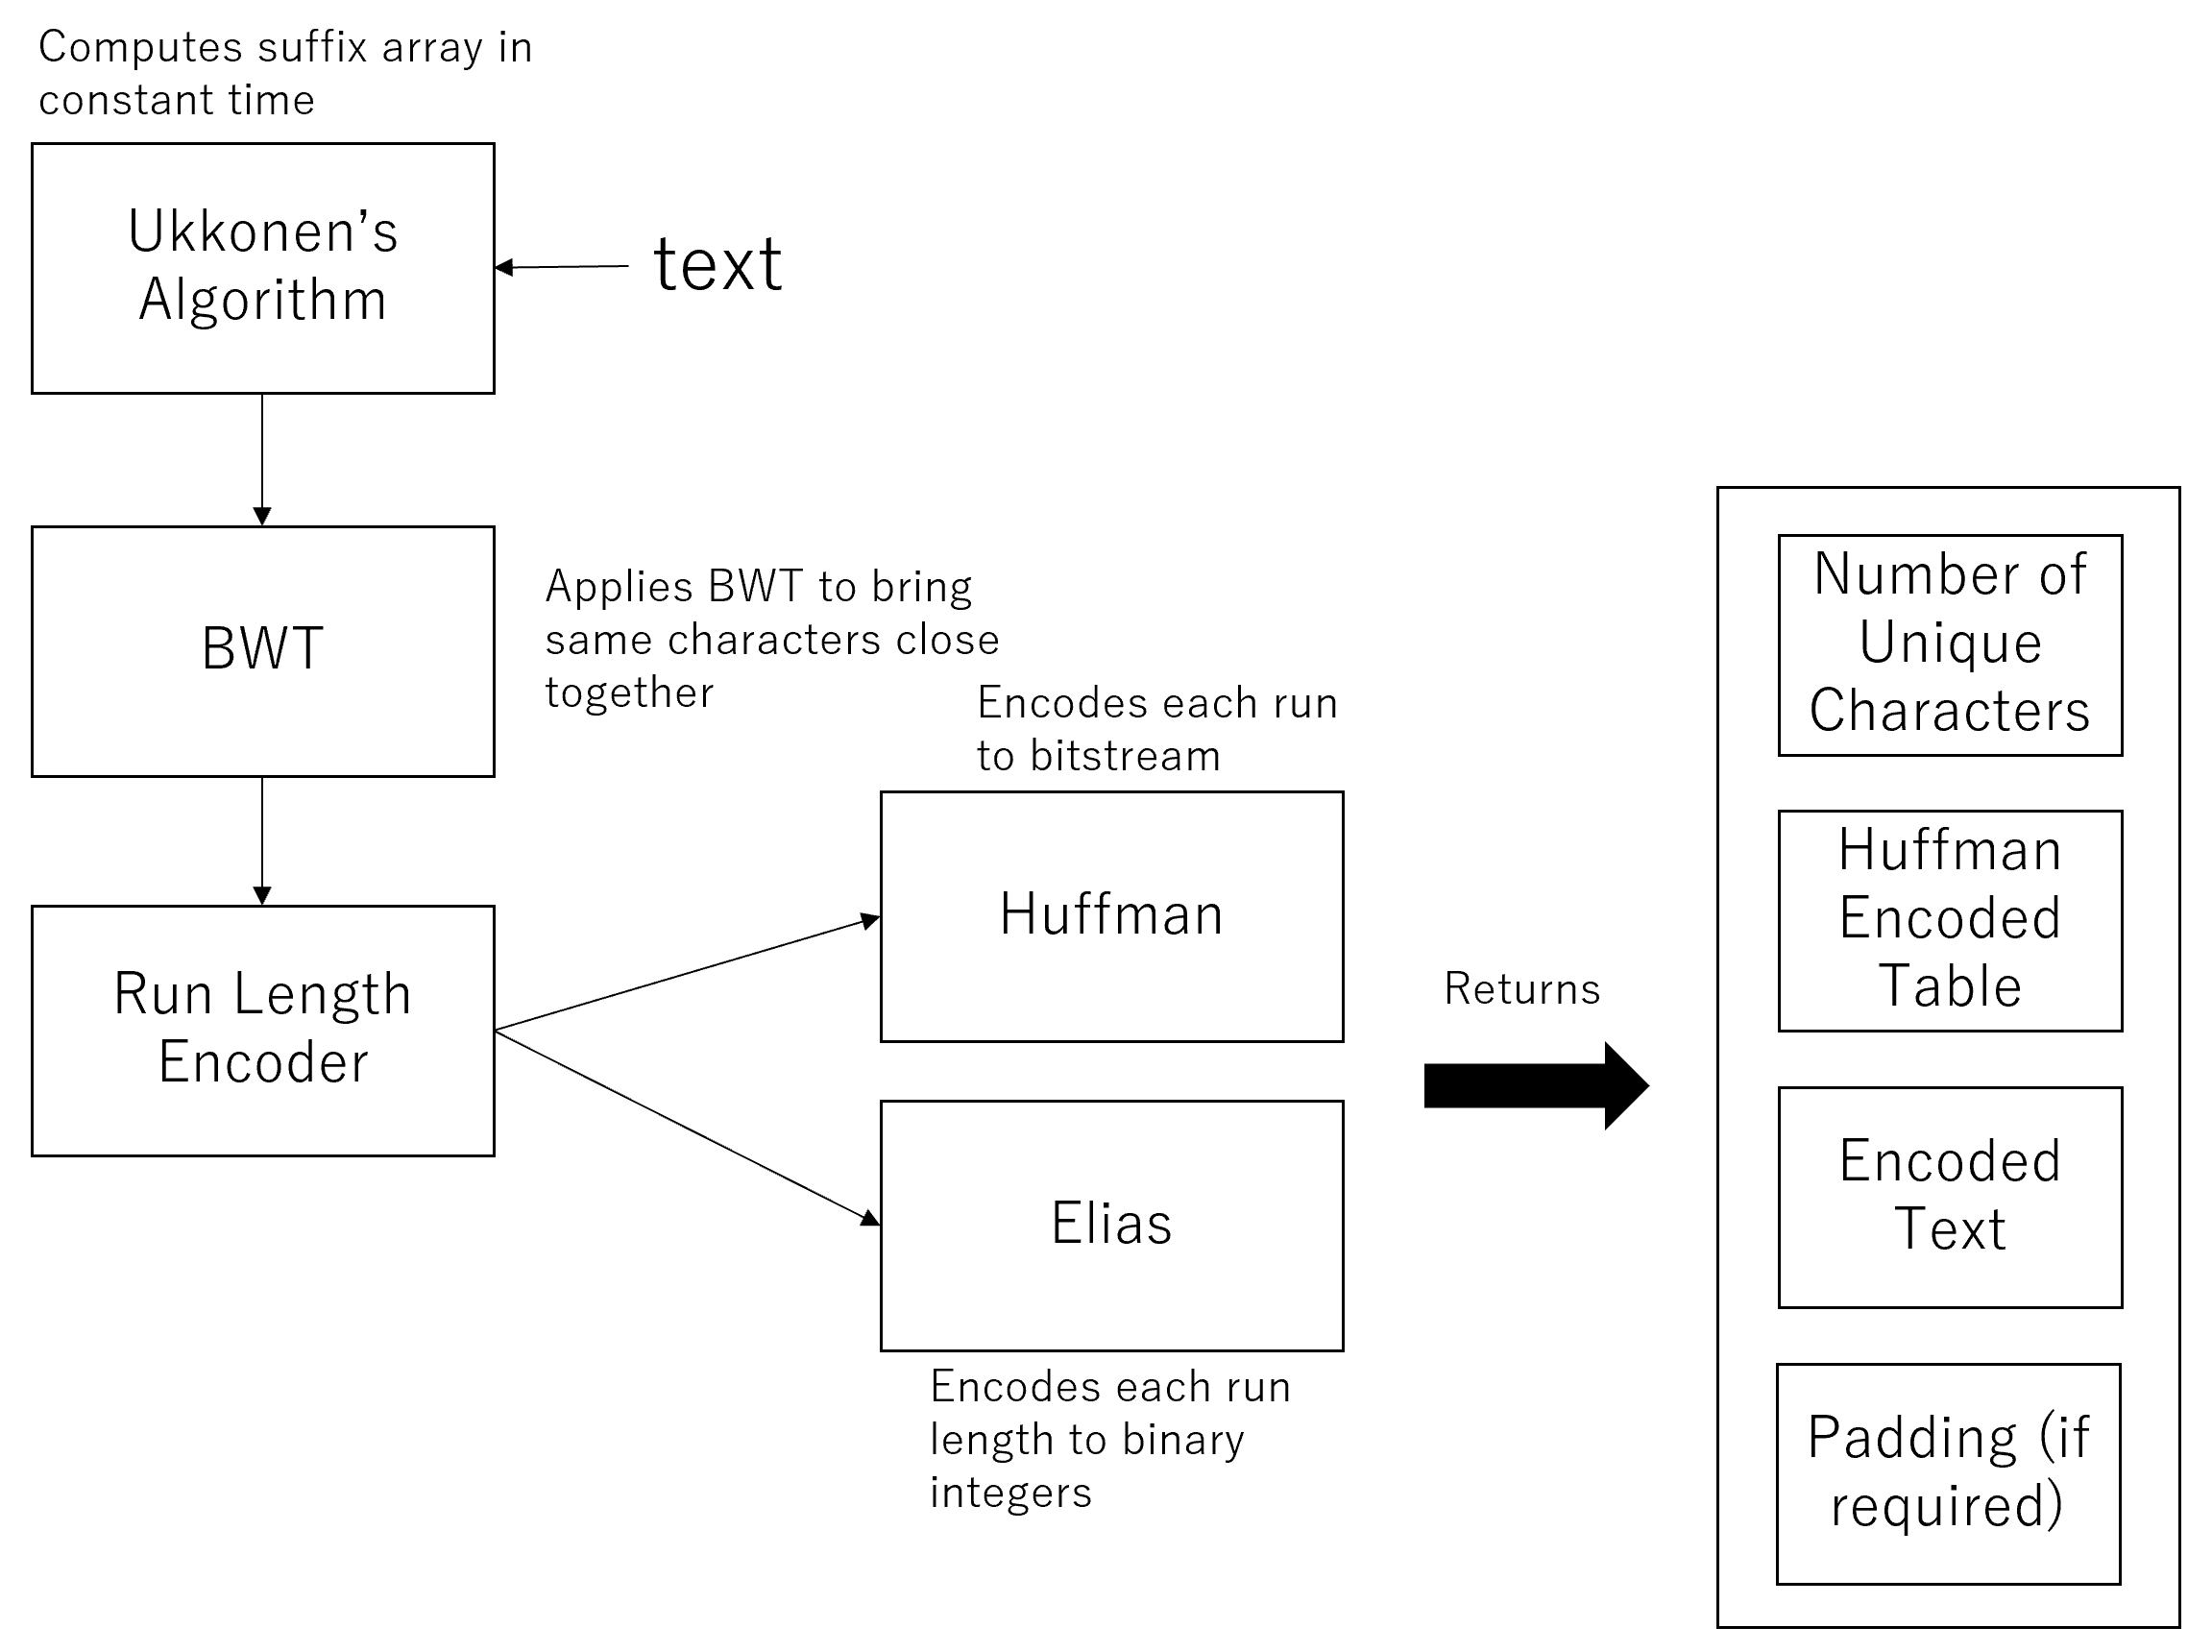 Computes suffix array in
constant time
Ukkonen’s
Algorithm
text
BWT
Applies BWT to bring
same characters close
together
Run Length
Encoder
Encodes each run
to bitstream
Huffman
Elias
Encodes each run
length to binary
integers
Returns
Number of
Unique
Characters
Huffman
Encoded
Table
Encoded
Text
Padding (if
required)